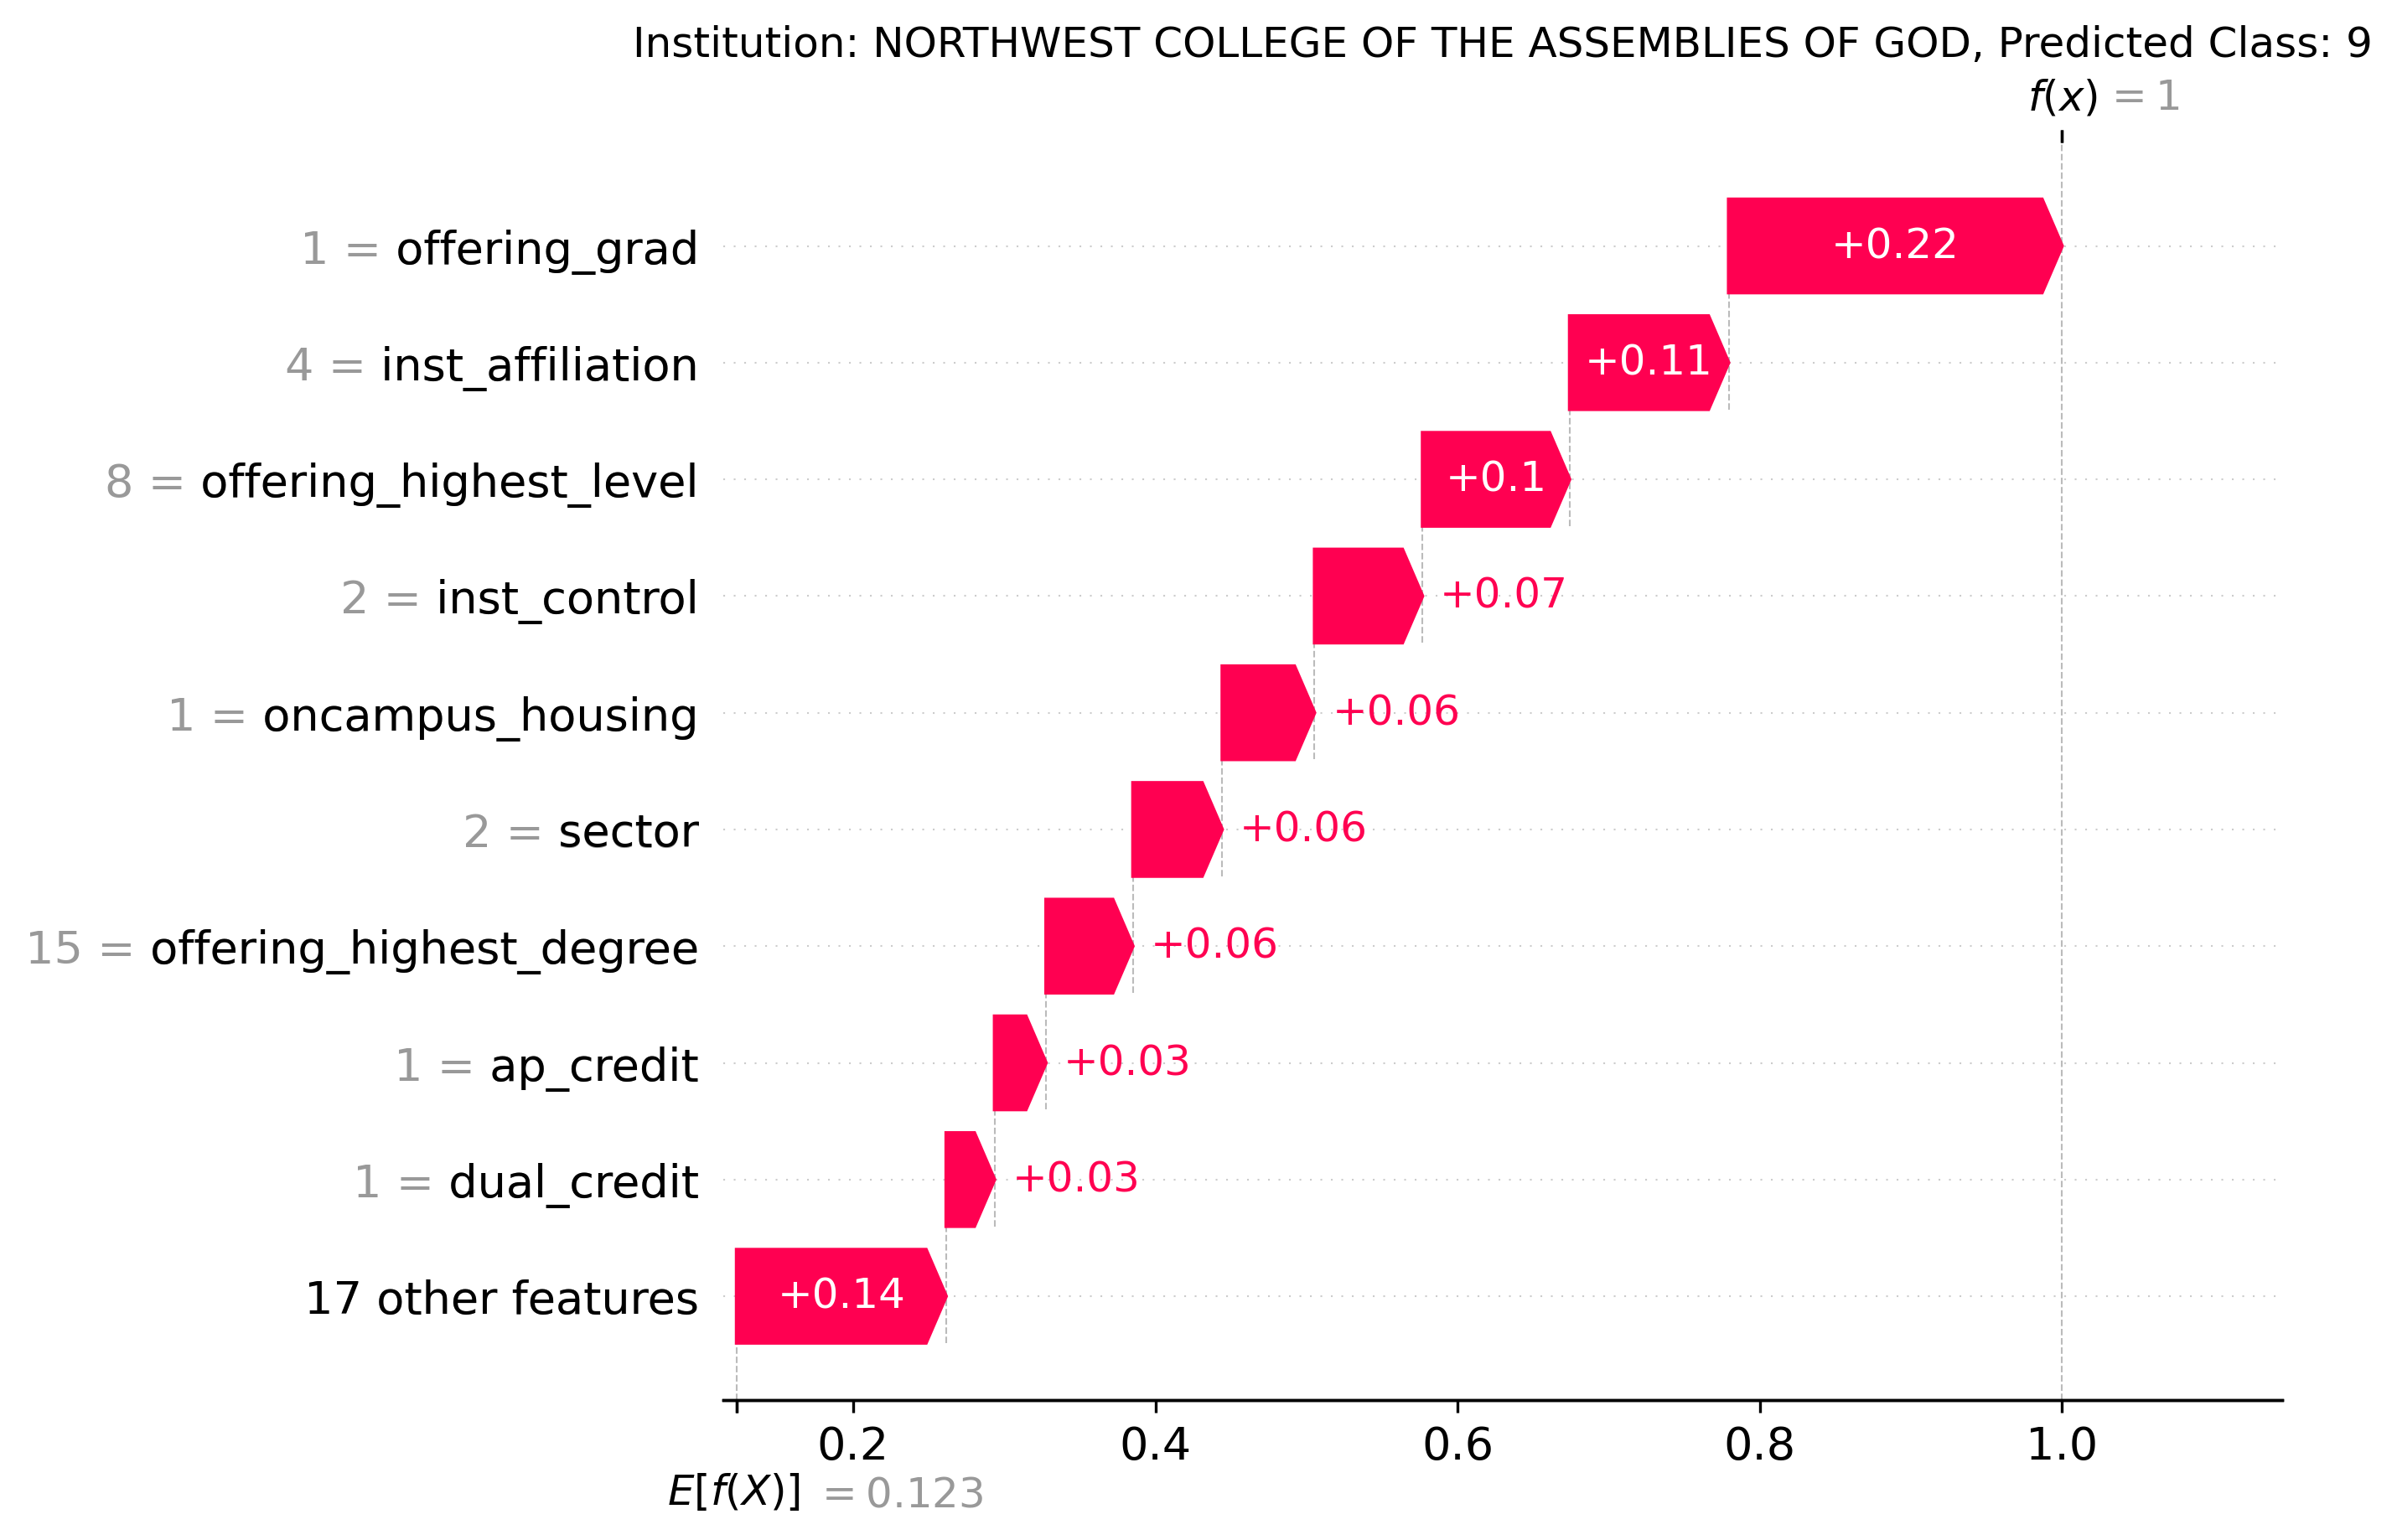 Institution: NORTHWEST COLLEGE OF THE ASSEMBLIES OF GOD, Predicted Class: 9
f(x) = 1
1 = offering_grad +0.22
4 = inst_affiliation +0.11
8 = offering_highest_level +0.1
2 = inst_control +0.07
1 = oncampus_housing +0.06
2 = sector +0.06
15 = offering_highest_degree +0.06
1 = ap_credit +0.03
1 = dual_credit +0.03
17 other features +0.14
0.2 0.4 0.6 0.8 1.0
E[f(X)] = 0.123